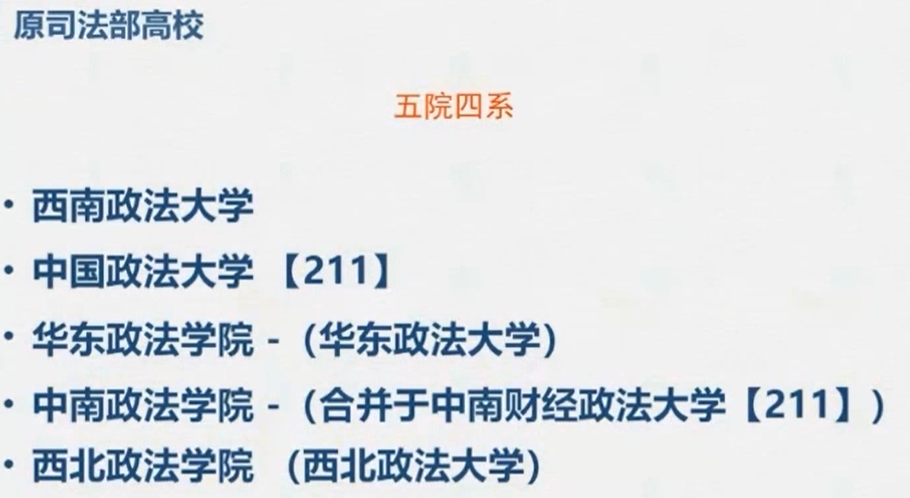 原司法部高校
五院四系
• 西南政法大学
• 中国政法大学 【211】
• 华东政法学院 -（华东政法大学）
• 中南政法学院 -（合并于中南财经政法大学【211】）
• 西北政法学院 （西北政法大学）